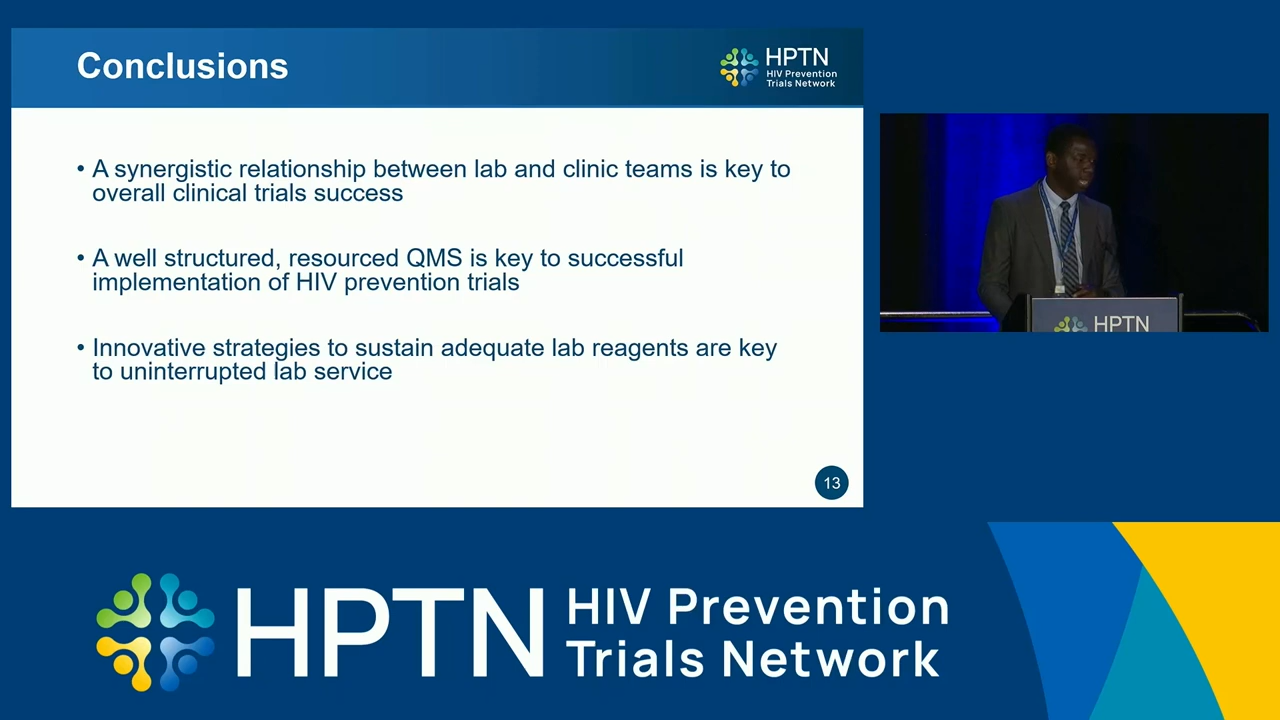 Conclusions
HPTN
HIV Prevention
Trials Network
• A synergistic relationship between lab and clinic teams is key to
overall clinical trials success
• A well structured, resourced QMS is key to successful
implementation of HIV prevention trials
• Innovative strategies to sustain adequate lab reagents are key
to uninterrupted lab service
13
HPTN
HPTN
HIV Prevention
Trials Network